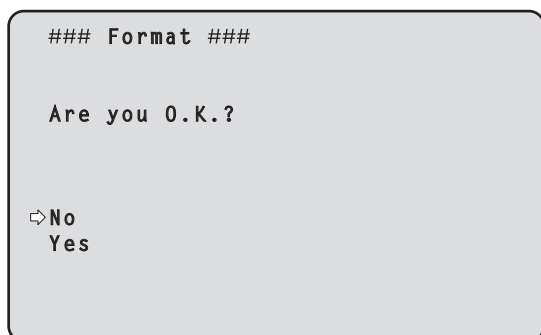 ### Format ###
Are you O.K.?
⇨No
Yes